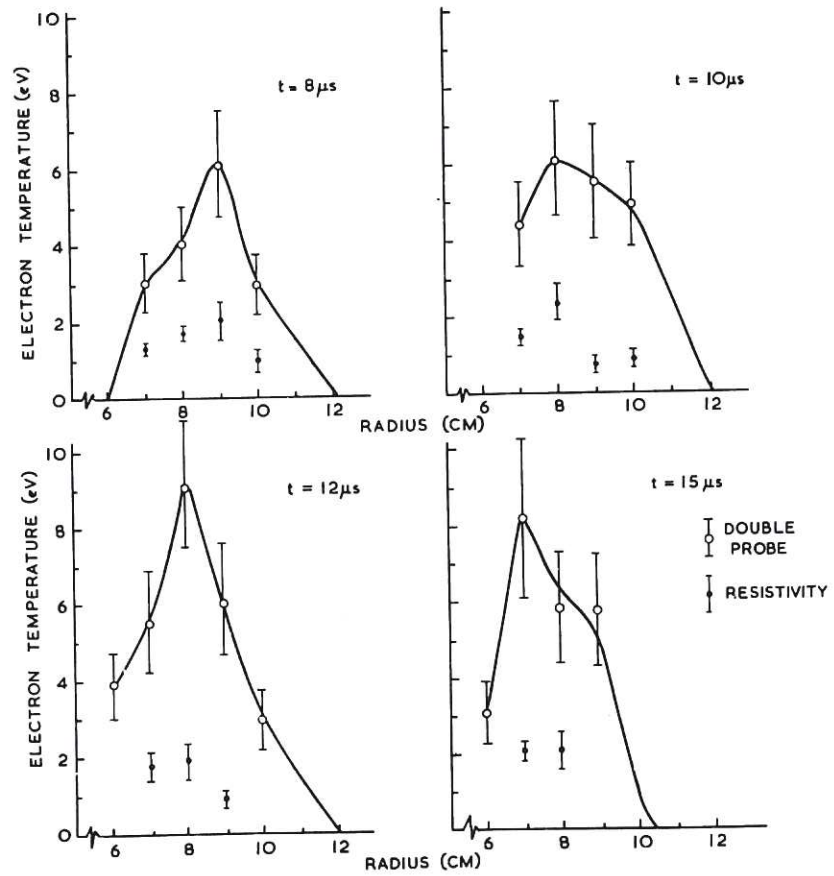 10
8
6
4
2
0
ELECTRON TEMPERATURE (eV)
t = 8μs
6 8 10 12
t = 10μs
6 8 10 12
RADIUS (CM)
10
8
6
4
2
0
ELECTRON TEMPERATURE (eV)
t = 12μs
6 8 10 12
t = 15μs
DOUBLE PROBE
RESISTIVITY
6 8 10 12
RADIUS (CM)